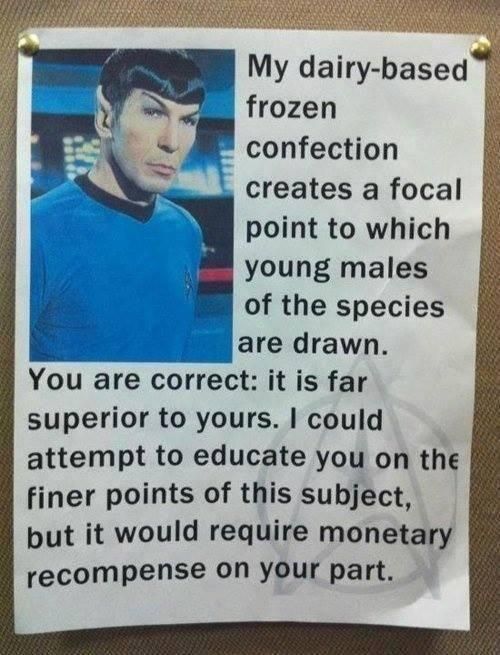 My dairy-based
frozen
confection
creates a focal
point to which
young males
of the species
are drawn.
You are correct: it is far
superior to yours. I could
attempt to educate you on the
finer points of this subject,
but it would require monetary
recompense on your part.